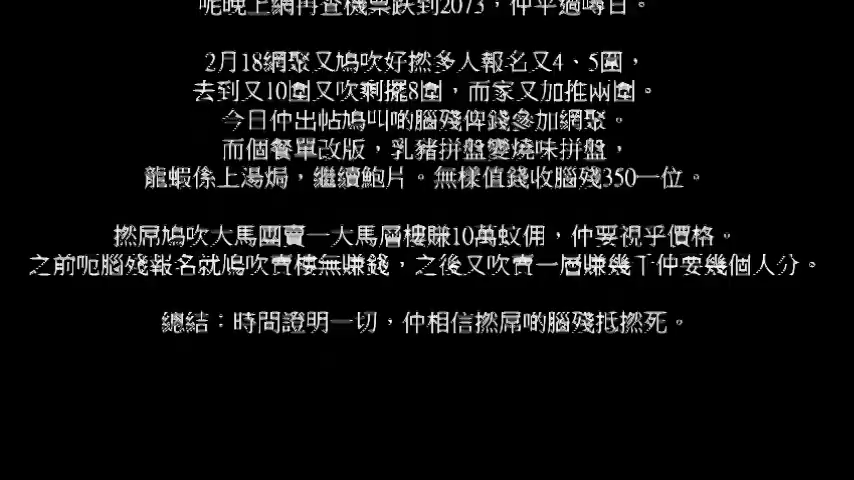 呃晚上網再查機票跌到2073，仲平過嗰日。
2月18網聚又鳩吹好撚多人報名又4、5圍，
去到又10圍又吹剩擺8圍，而家又加推兩圍。
今日仲出帖鳩叫啲腦殘俾錢參加網聚。
而個餐單改版，乳豬拼盤變燒味拼盤，
龍蝦係上湯焗，繼續鮑片。無樣值錢收腦殘350一位。
撚屌鳩吹大馬團賣一大馬層樓賺10萬蚊佣，仲要視乎價格。
之前呃腦殘報名就鳩吹賣樓無賺錢，之後又吹賣一層賺幾千仲要幾個人分。
總結：時間證明一切，仲相信撚屌啲腦殘抵撚死。